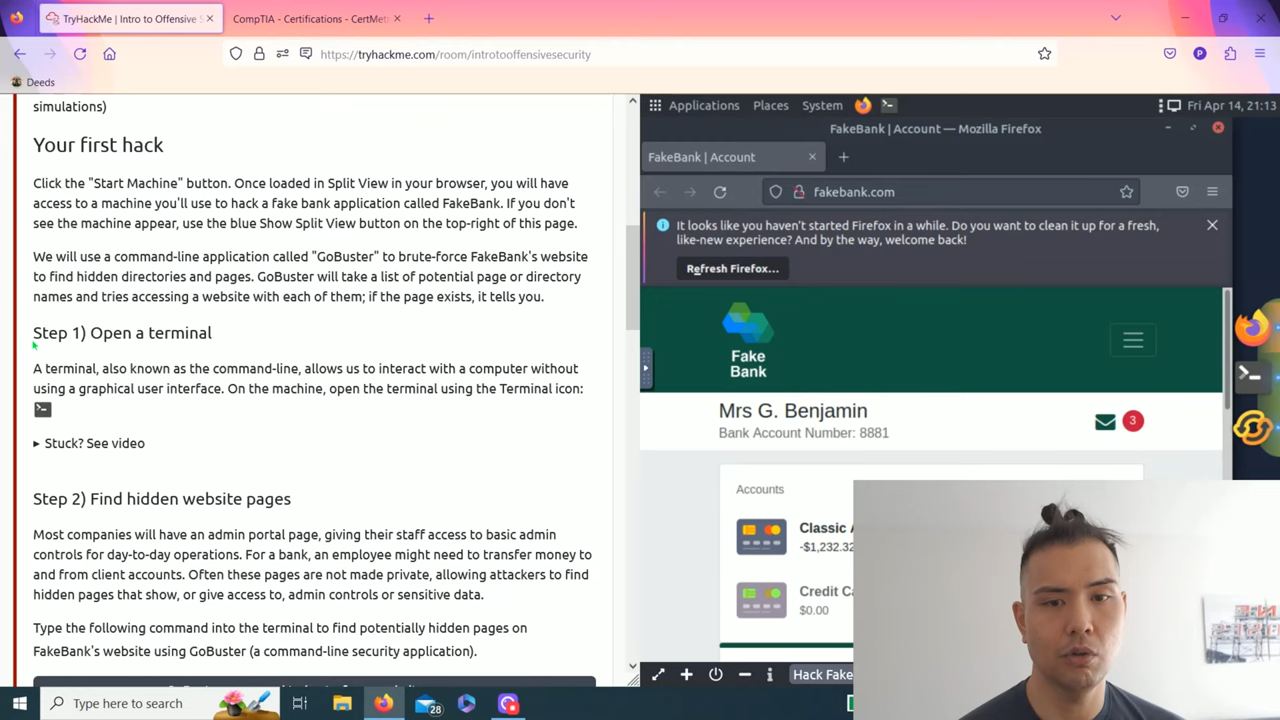 TryHackMe | Intro to Offensive S
CompTIA - Certifications - CertMet
https://tryhackme.com/room/introtooffensivesecurity
P
Deeds
simulations)
Your first hack
Click the "Start Machine" button. Once loaded in Split View in your browser, you will have
access to a machine you'll use to hack a fake bank application called FakeBank. If you don't
see the machine appear, use the blue Show Split View button on the top-right of this page.
We will use a command-line application called "GoBuster" to brute-force FakeBank's website
to find hidden directories and pages. GoBuster will take a list of potential page or directory
names and tries accessing a website with each of them; if the page exists, it tells you.
Step 1) Open a terminal
A terminal, also known as the command-line, allows us to interact with a computer without
using a graphical user interface. On the machine, open the terminal using the Terminal icon:
Stuck? See video
Step 2) Find hidden website pages
Most companies will have an admin portal page, giving their staff access to basic admin
controls for day-to-day operations. For a bank, an employee might need to transfer money to
and from client accounts. Often these pages are not made private, allowing attackers to find
hidden pages that show, or give access to, admin controls or sensitive data.
Type the following command into the terminal to find potentially hidden pages on
FakeBank's website using GoBuster (a command-line security application).
Applications Places System
Fri Apr 14, 21:13
FakeBank | Account — Mozilla Firefox
FakeBank | Account
fakebank.com
It looks like you haven't started Firefox in a while. Do you want to clean it up for a fresh,
like-new experience? And by the way, welcome back!
Refresh Firefox...
Fake
Bank
Mrs G. Benjamin
Bank Account Number: 8881
3
Accounts
Classic A
-$1,232.32
Credit Ca
$0.00
Hack Fake
Type here to search
28